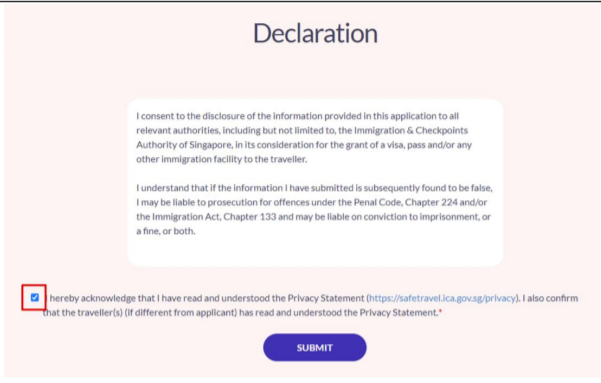 Declaration
I consent to the disclosure of the information provided in this application to all
relevant authorities, including but not limited to, the Immigration & Checkpoints
Authority of Singapore, in its consideration for the grant of a visa, pass and/or any
other immigration facility to the traveller.
I understand that if the information I have submitted is subsequently found to be false,
I may be liable to prosecution for offences under the Penal Code, Chapter 224 and/or
the Immigration Act, Chapter 133 and may be liable on conviction to imprisonment, or
a fine, or both.
I hereby acknowledge that I have read and understood the Privacy Statement (https://safetravel.ica.gov.sg/privacy). I also confirm
that the traveller(s) (if different from applicant) has read and understood the Privacy Statement.*
SUBMIT